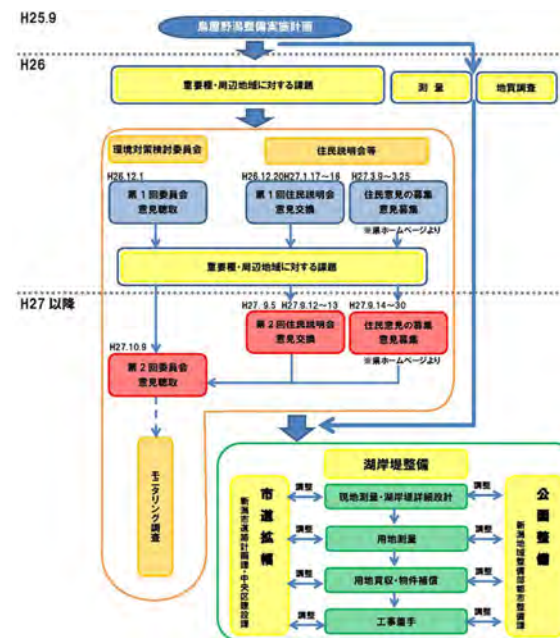 H25.9
鳥屋野潟整備実施計画
H26
重要種・周辺地域に対する課題
測 量
地質調査
環境対策検討委員会
住民説明会等
H26.12.1
H26.12.20
H27.1.17～18
H27.3.9～3.25
第1回委員会
意見聴取
第1回住民説明会
意見交換
住民意見の募集
意見募集
※県ホームページより
重要種・周辺地域に対する課題
H27以降
H27. 9.5
H27.9.12～13
H27.9.14～30
第2回住民説明会
意見交換
住民意見の募集
意見募集
※県ホームページより
H27.10.9
第2回委員会
意見聴取
モニタリング調査
湖岸堤整備
市道拡幅
新潟市道路計画課・中央区建設課
調整
現地測量・湖岸堤詳細設計
調整
調整
用地測量
調整
調整
用地買収・物件補償
調整
調整
工事着手
調整
公園整備
新潟地域整備部都市整備課